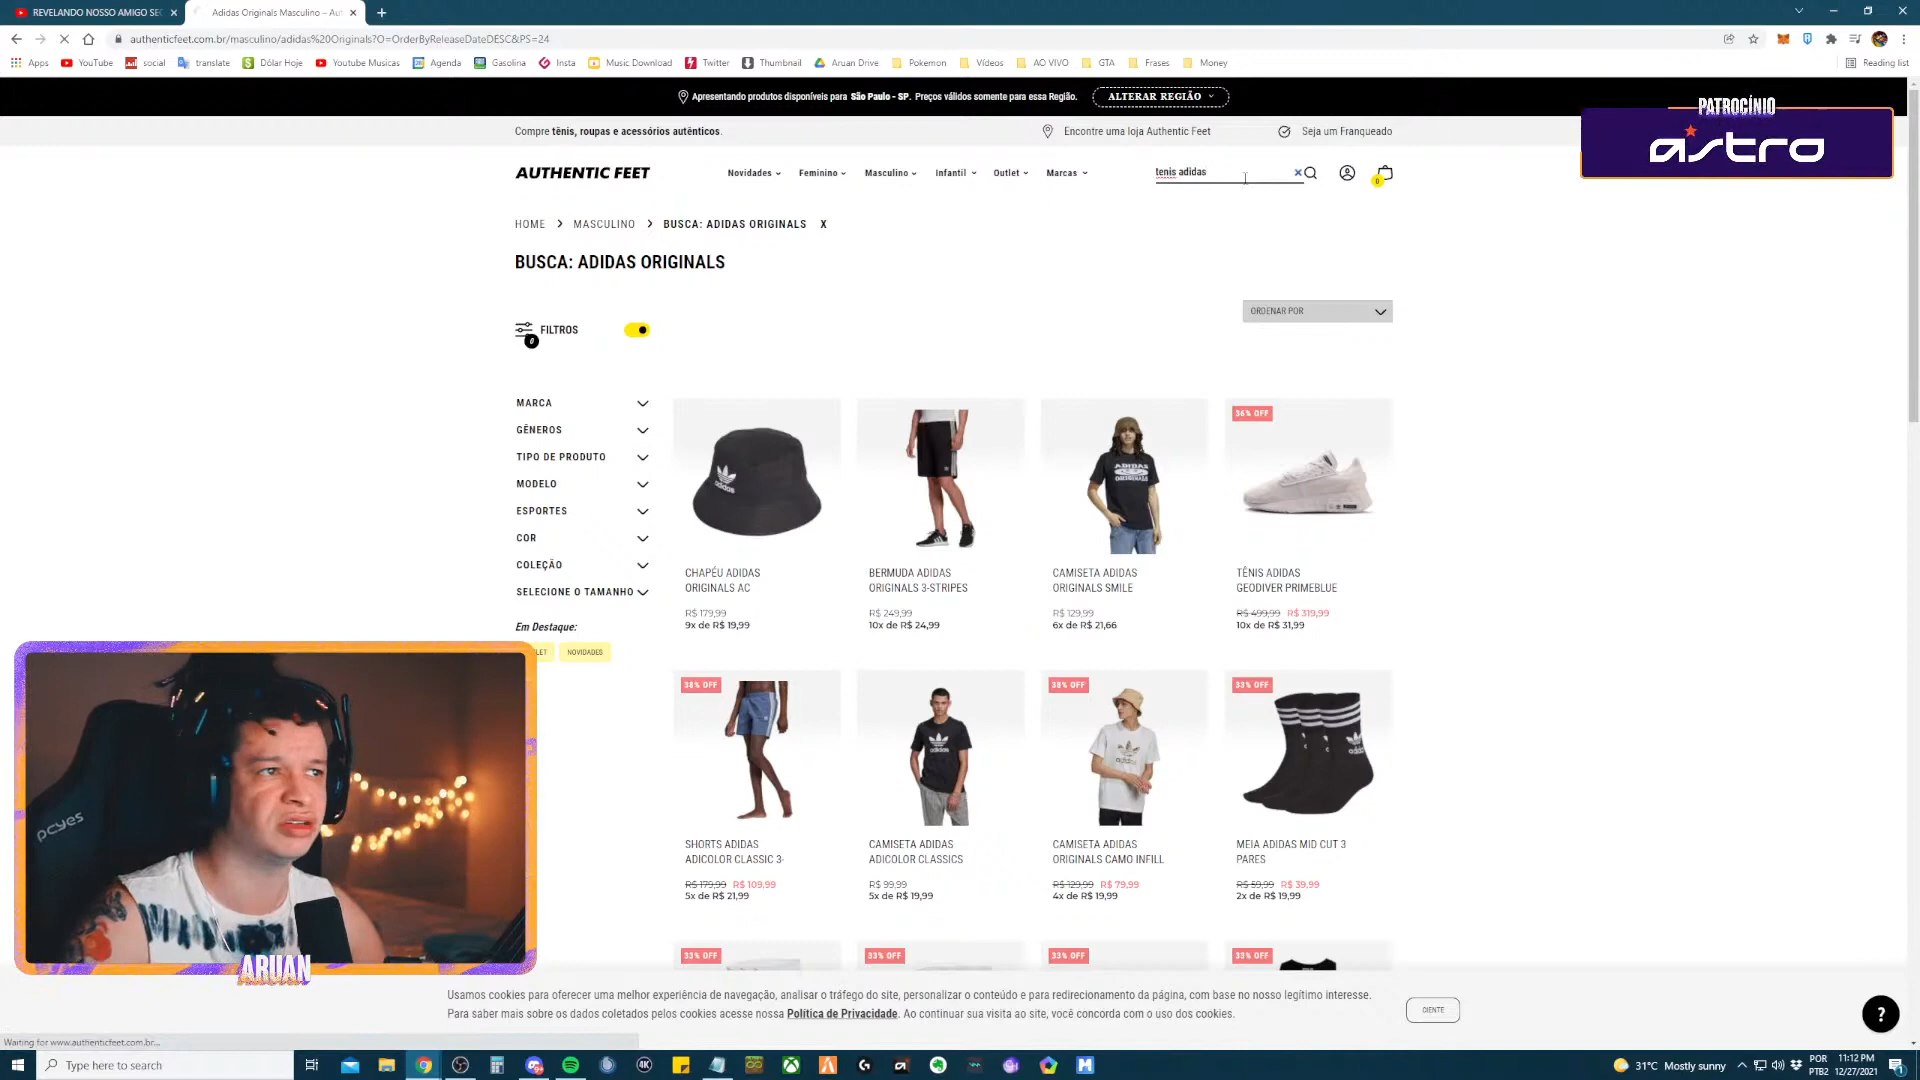 REVELANDO NOSSO AMIGO SE
Adidas Originals Masculino – Au
authenticfeet.com.br/masculino/adidas%20Originals?O=OrderByReleaseDateDESC&PS=24
Apps YouTube social translate Dólar Hoje Youtube Musicas Agenda Gasolina Insta Music Download Twitter Thumbnail Aruan Drive Pokemon Vídeos AO VIVO GTA Frases Money Reading list
Apresentando produtos disponíveis para São Paulo - SP. Preços válidos somente para essa Região. ALTERAR REGIÃO
PATROCÍNIO
astro
Compre tênis, roupas e acessórios autênticos. Encontre uma loja Authentic Feet Seja um Franqueado
AUTHENTIC FEET Novidades Feminino Masculino Infantil Outlet Marcas tenis adidas 0
HOME > MASCULINO > BUSCA: ADIDAS ORIGINALS X
BUSCA: ADIDAS ORIGINALS
ORDENAR POR
FILTROS
0
MARCA
GÊNEROS
TIPO DE PRODUTO
MODELO
ESPORTES
COR
COLEÇÃO
SELECIONE O TAMANHO
Em Destaque:
LET NOVIDADES
CHAPÉU ADIDAS
ORIGINALS AC
R$ 179,99
9x de R$ 19,99
BERMUDA ADIDAS
ORIGINALS 3-STRIPES
R$ 249,99
10x de R$ 24,99
ADIDAS
ORIGINALS
CAMISETA ADIDAS
ORIGINALS SMILE
R$ 129,99
6x de R$ 21,66
36% OFF
TÊNIS ADIDAS
GEODIVER PRIMEBLUE
R$ 499,99 R$ 319,99
10x de R$ 31,99
38% OFF
SHORTS ADIDAS
ADICOLOR CLASSIC 3-
R$ 179,99 R$ 109,99
5x de R$ 21,99
adidas
CAMISETA ADIDAS
ADICOLOR CLASSICS
R$ 99,99
5x de R$ 19,99
38% OFF
CAMISETA ADIDAS
ORIGINALS CAMO INFILL
R$ 129,99 R$ 79,99
4x de R$ 19,99
33% OFF
adidas
MEIA ADIDAS MID CUT 3
PARES
R$ 59,99 R$ 39,99
2x de R$ 19,99
33% OFF 33% OFF 33% OFF 33% OFF
pcyes
ARUAN
Usamos cookies para oferecer uma melhor experiência de navegação, analisar o tráfego do site, personalizar o conteúdo e para redirecionamento da página, com base no nosso legítimo interesse.
Para saber mais sobre os dados coletados pelos cookies acesse nossa Política de Privacidade. Ao continuar sua visita ao site, você concorda com o uso dos cookies.
CIENTE
?
Waiting for www.authenticfeet.com.br...
Type here to search
4K
31°C Mostly sunny
POR
PTB2
11:12 PM
12/27/2021